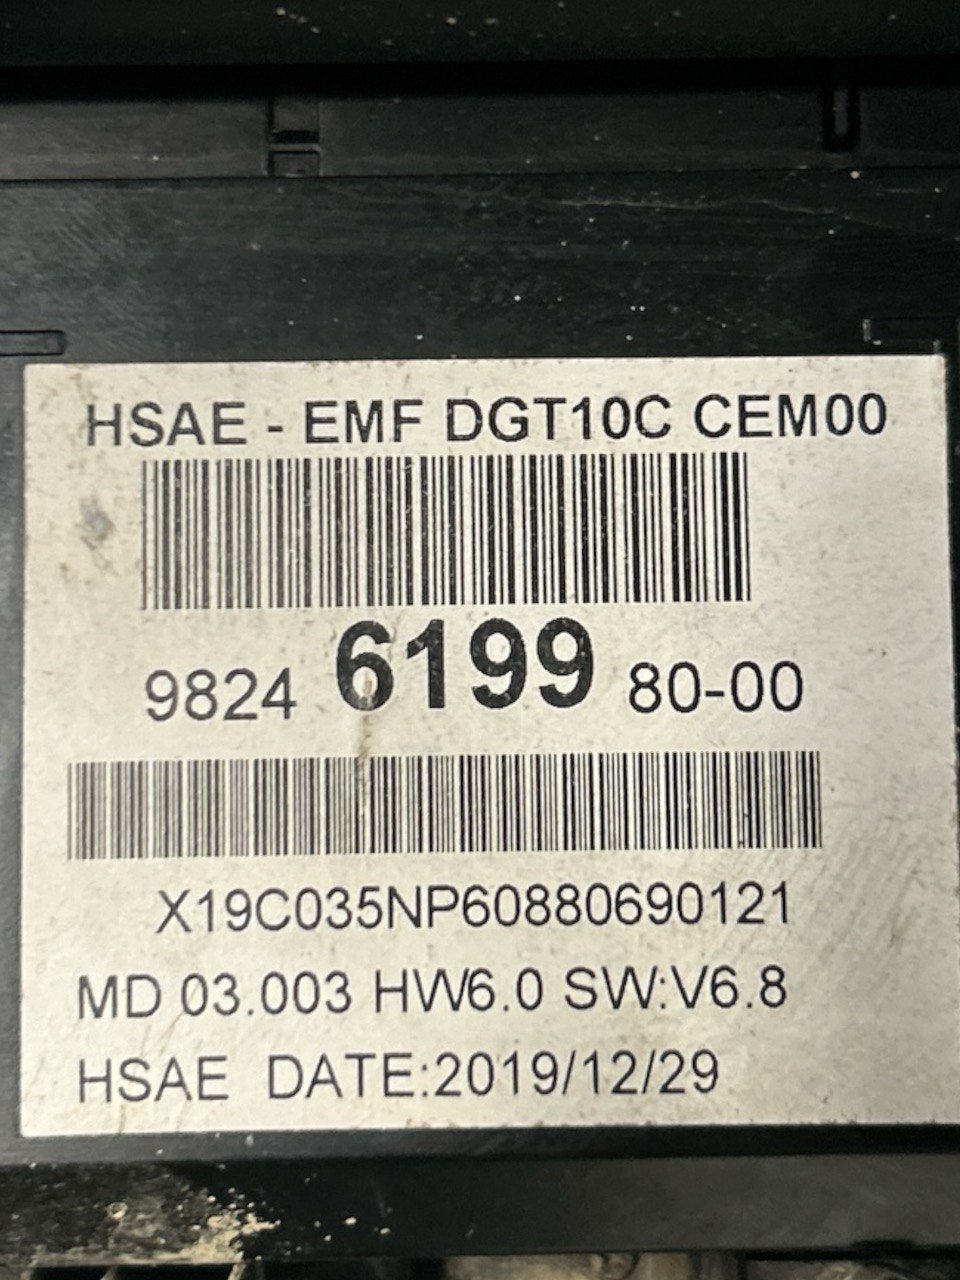 HSAE - EMF DGT10C CEM00
9824 6199 80-00
X19C035NP60880690121
MD 03.003 HW6.0 SW:V6.8
HSAE DATE:2019/12/29